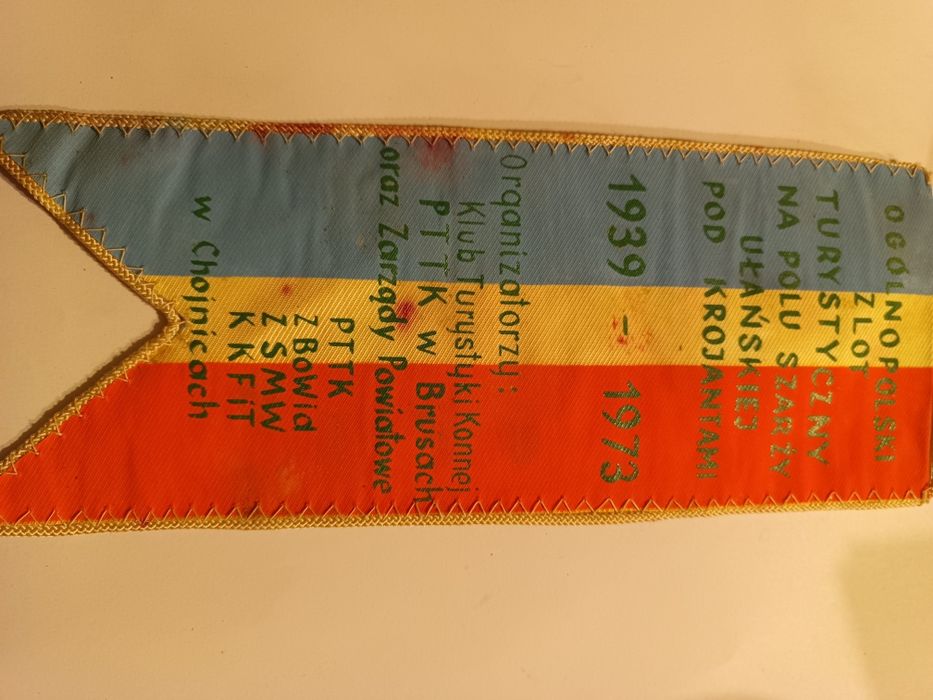 OGÓLNOPOLSKI
ZLOT
TURYSTYCZNY
NA POLU SZARŻY
UŁAŃSKIEJ
POD KROJANTAMI
1939 – 1973
Organizatorzy:
Klub Turystyki Konnej
PTTK w Brusach
oraz Zarządy Powiatowe
PTTK
ZBoWiD
ZSMW
KKFiT
w Chojnicach